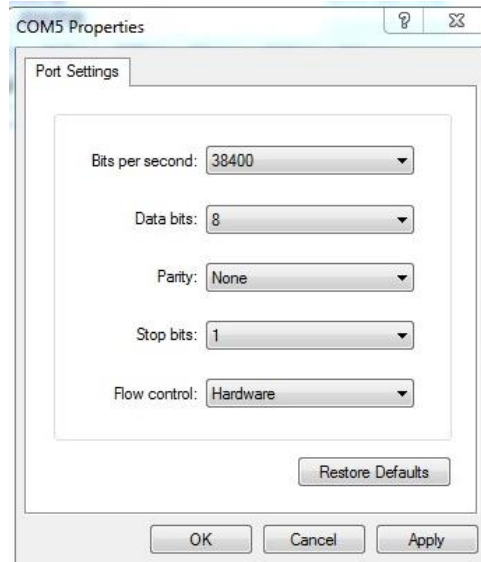 COM5 Properties
Port Settings
Bits per second: 38400
Data bits: 8
Parity: None
Stop bits: 1
Flow control: Hardware
Restore Defaults
OK Cancel Apply